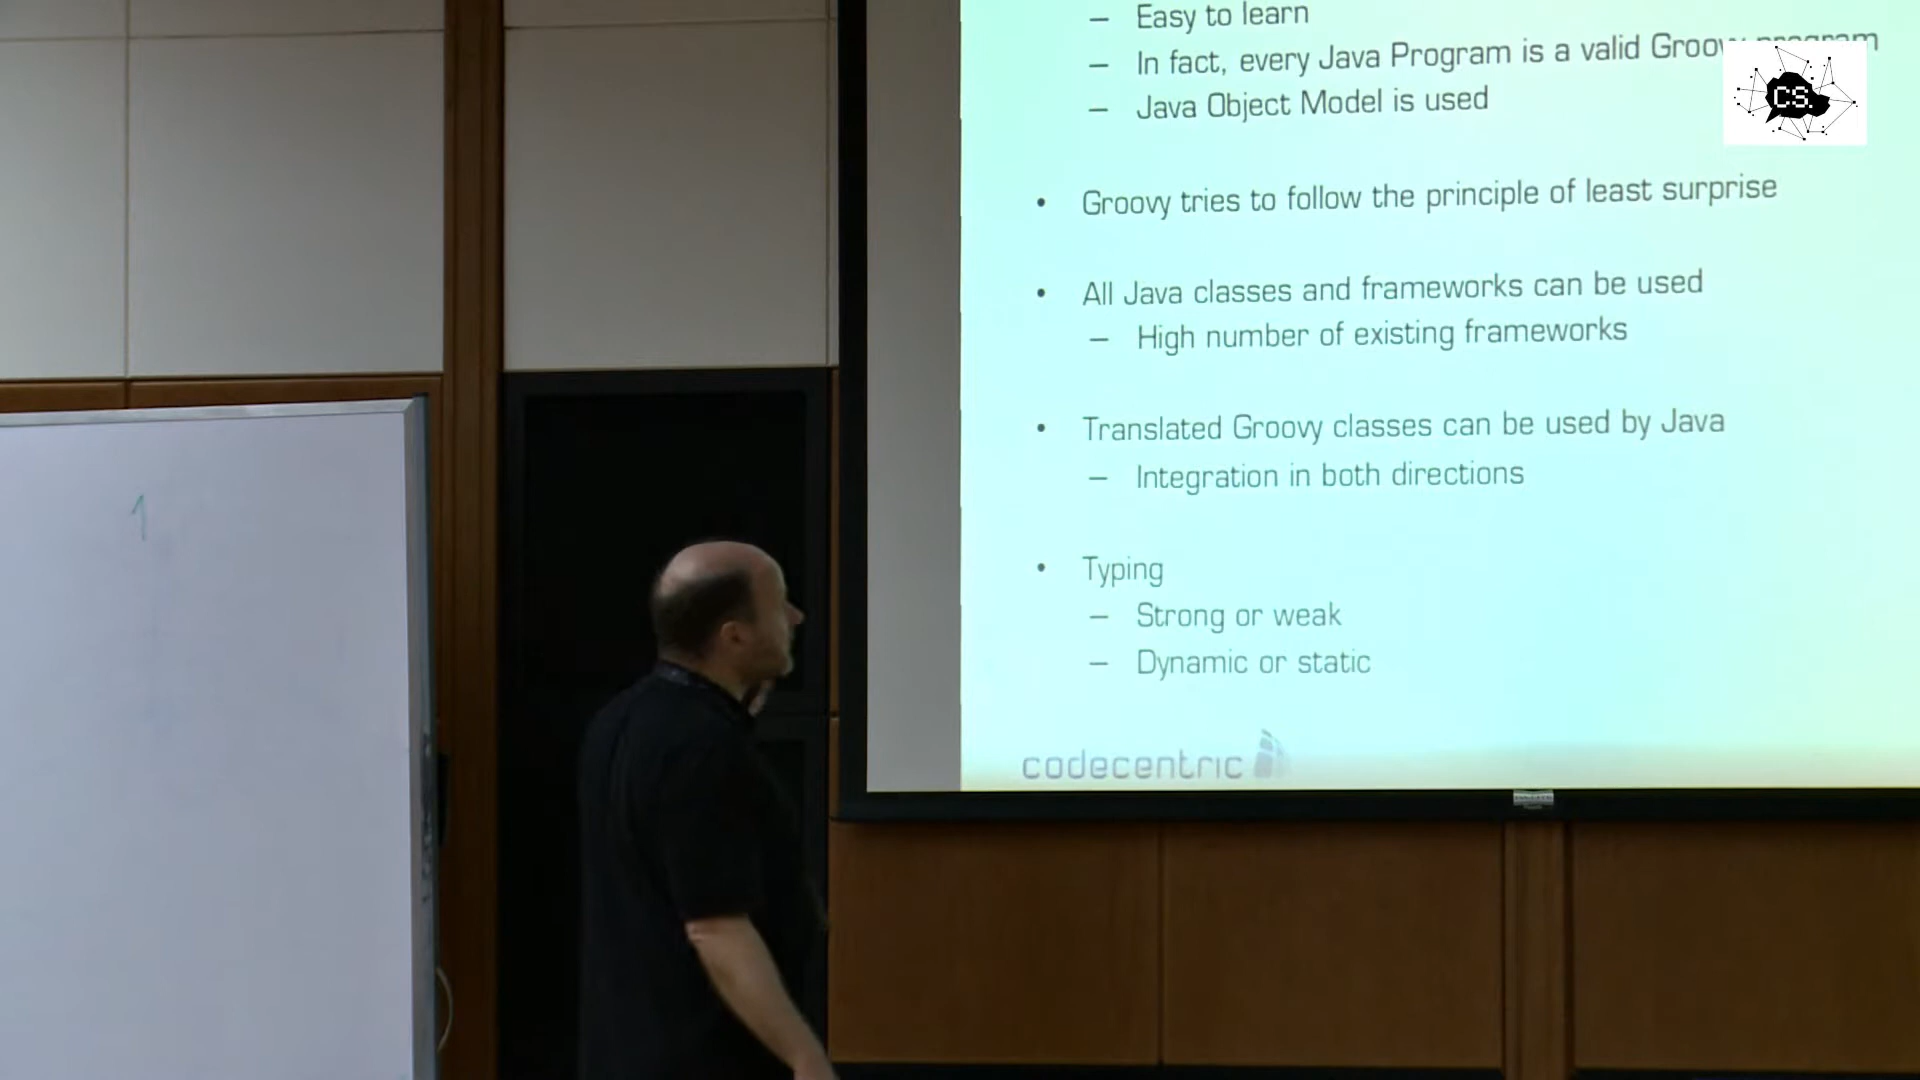 – Easy to learn
– In fact, every Java Program is a valid Groovy program
– Java Object Model is used
• Groovy tries to follow the principle of least surprise
• All Java classes and frameworks can be used
– High number of existing frameworks
• Translated Groovy classes can be used by Java
– Integration in both directions
• Typing
– Strong or weak
– Dynamic or static
codecentric
CS.
1